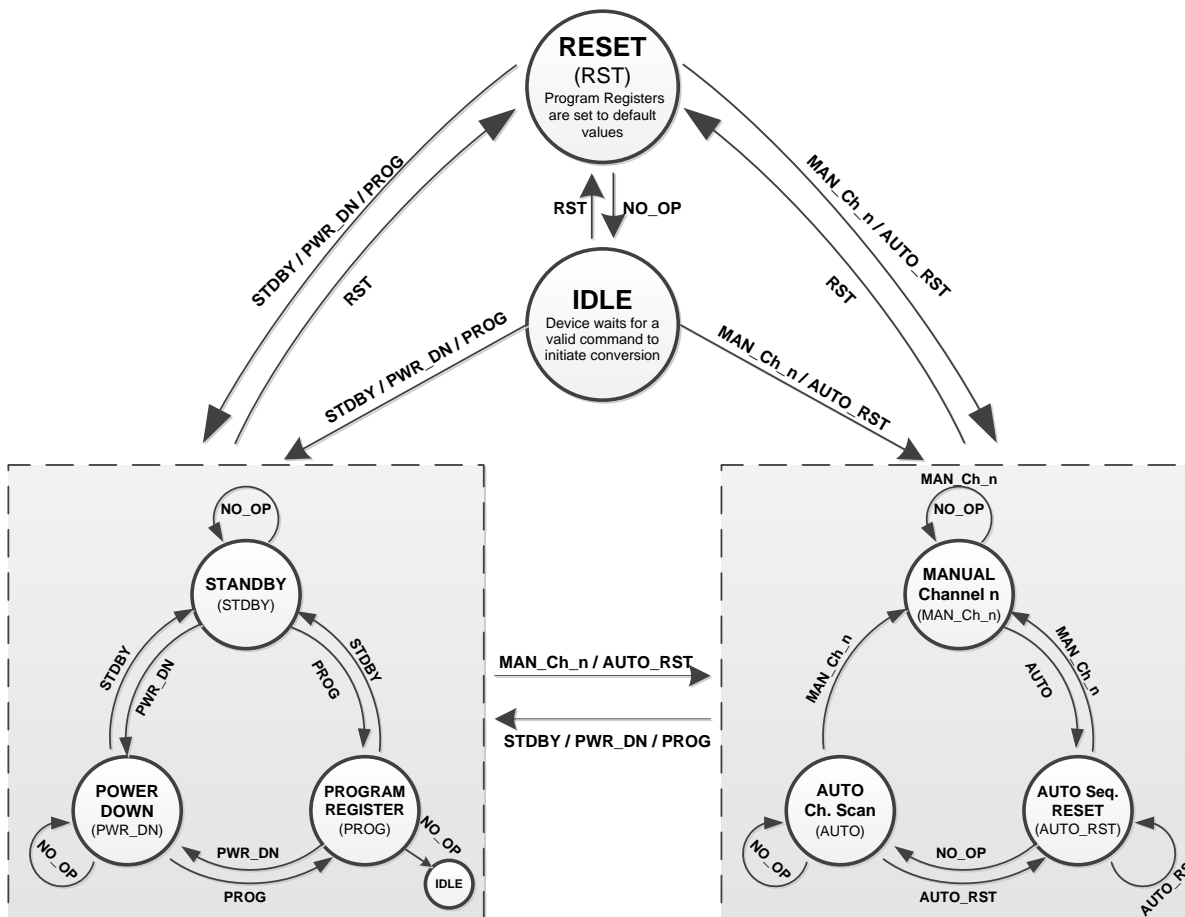 RESET
(RST)
Program Registers
are set to default
values
STDBY / PWR_DN / PROG
RST
RST
NO_OP
MAN_Ch_n / AUTO_RST
RST
IDLE
Device waits for a
valid command to
initiate conversion
STDBY / PWR_DN / PROG
MAN_Ch_n / AUTO_RST
NO_OP
STANDBY
(STDBY)
STDBY
PWR_DN
PROG
STDBY
POWER
DOWN
(PWR_DN)
NO_OP
PROGRAM
REGISTER
(PROG)
NO_OP
IDLE
PWR_DN
PROG
MAN_Ch_n / AUTO_RST
STDBY / PWR_DN / PROG
MAN_Ch_n
NO_OP
MANUAL
Channel n
(MAN_Ch_n)
MAN_Ch_n
AUTO
MAN_Ch_n
AUTO
Ch. Scan
(AUTO)
NO_OP
AUTO Seq.
RESET
(AUTO_RST)
NO_OP
AUTO_RST
AUTO_RS